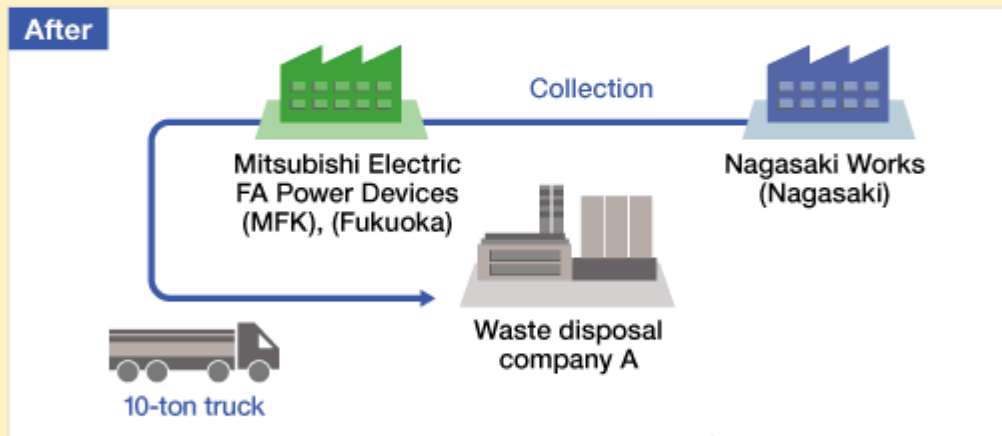 After
Collection
Mitsubishi Electric
FA Power Devices
(MFK), (Fukuoka)
Nagasaki Works
(Nagasaki)
Waste disposal
company A
10-ton truck